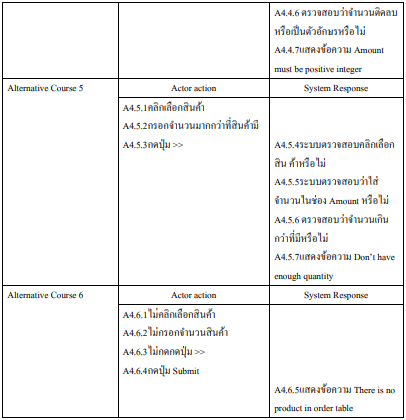 A4.4.6 ตรวจสอบว่าจำนวนติดลบ
หรือเป็นตัวอักษรหรือไม่
A4.4.7แสดงข้อความ Amount
must be positive integer
Alternative Course 5
Actor action
System Response
A4.5.1คลิกเลือกสินค้า
A4.5.2กรอกจำนวนมากกว่าที่สินค้ามี
A4.5.3กดปุ่ม >>
A4.5.4ระบบตรวจสอบคลิกเลือก
สิน ค้าหรือไม่
A4.5.5ระบบตรวจสอบว่าใส่
จำนวนในช่อง Amount หรือไม่
A4.5.6 ตรวจสอบว่าจำนวนเกิน
กว่าที่มีหรือไม่
A4.5.7แสดงข้อความ Don’t have
enough quantity
Alternative Course 6
Actor action
System Response
A4.6.1ไม่คลิกเลือกสินค้า
A4.6.2ไม่กรอกจำนวนสินค้า
A4.6.3ไม่กดกดปุ่ม >>
A4.6.4กดปุ่ม Submit
A4.6.5แสดงข้อความ There is no
product in order table